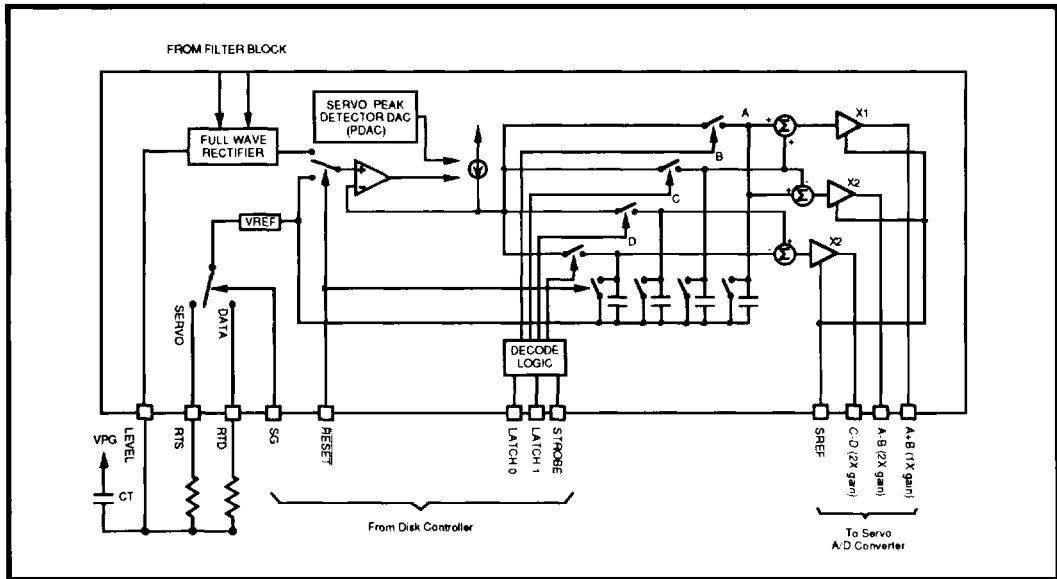 FROM FILTER BLOCK
SERVO PEAK
DETECTOR DAC
(PDAC)
FULL WAVE
RECTIFIER
A
X1
B
C
X2
D
X2
VREF
SERVO
DATA
DECODE
LOGIC
VPG
CT
LEVEL
RTS
RTD
SG
RESET
LATCH 0
LATCH 1
STROBE
SREF
C-D (2X gain)
A-B (2X gain)
A+B (1X gain)
From Disk Controller
To Servo
A/D Converter